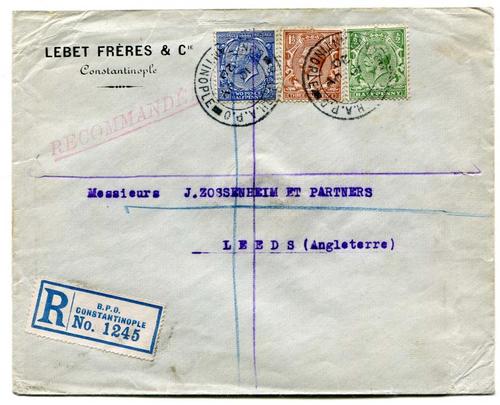 LEBET FRÈRES & Cie
Constantinople
RECOMMANDÉ
Messieurs J.ZOSSENHEIM ET PARTNERS
LEEDS (Angleterre)
R
B.P.O.
CONSTANTINOPLE
No. 1245